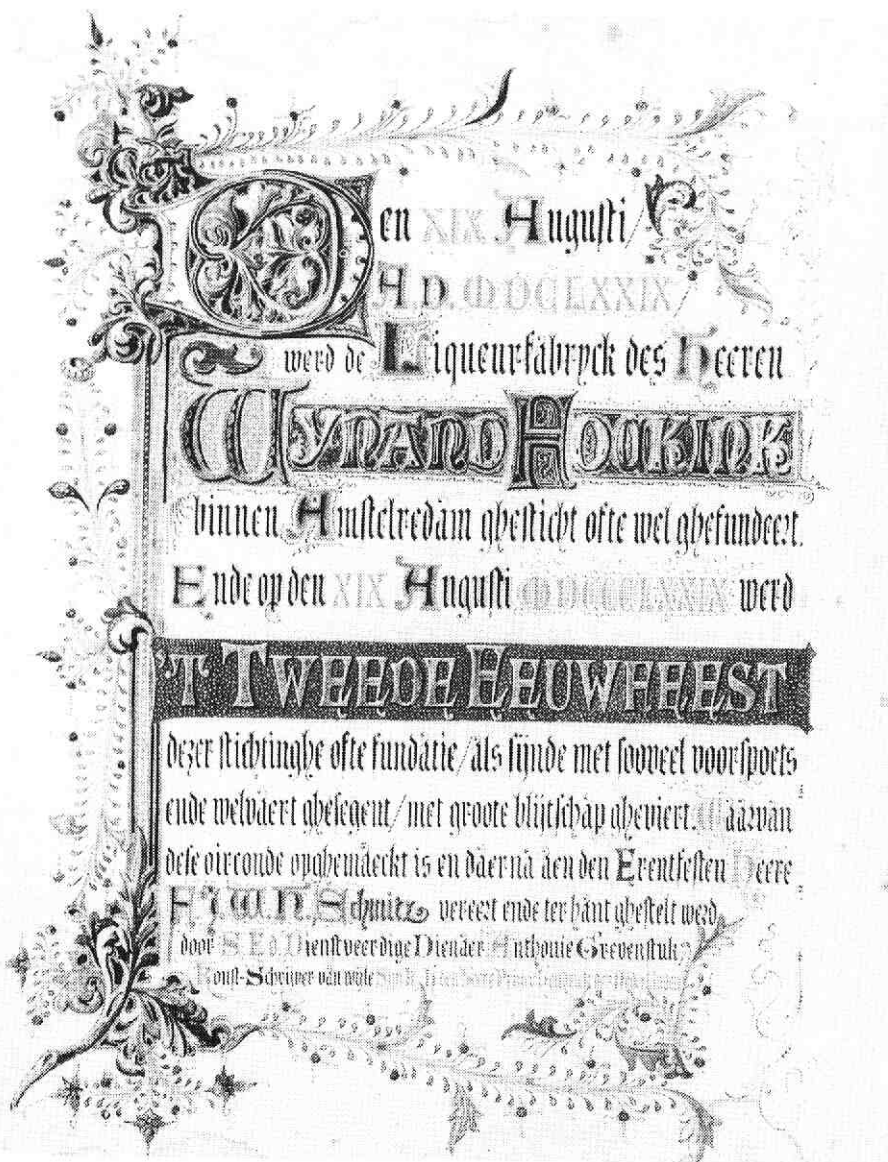 Den XIX Augusti/
A.D. MDCLXXIX
werd de Liqueurfabryck des Heeren
WYNAND FOCKINK
binnen Amstelredam ghesticht ofte wel ghefundeert.
Ende op den XIX Augusti MDCCCLXXIX werd
'T TWEEDE EEUWFEEST
dezer stichtinghe ofte fundatie/als sijnde met sooveel voorspoets
ende welvaert ghesegent/met groote blijtschap gheviert. Waarvan
dese oirconde opghemaeckt is en daerna aen den Erentfesten Heere
F.J.W.H. Schmitz vereert ende ter hant ghestelt werd
door S. Ed. Dienstveerdige Dienaer Anthonie Grevenstuk
Konst-Schrijver van wijle